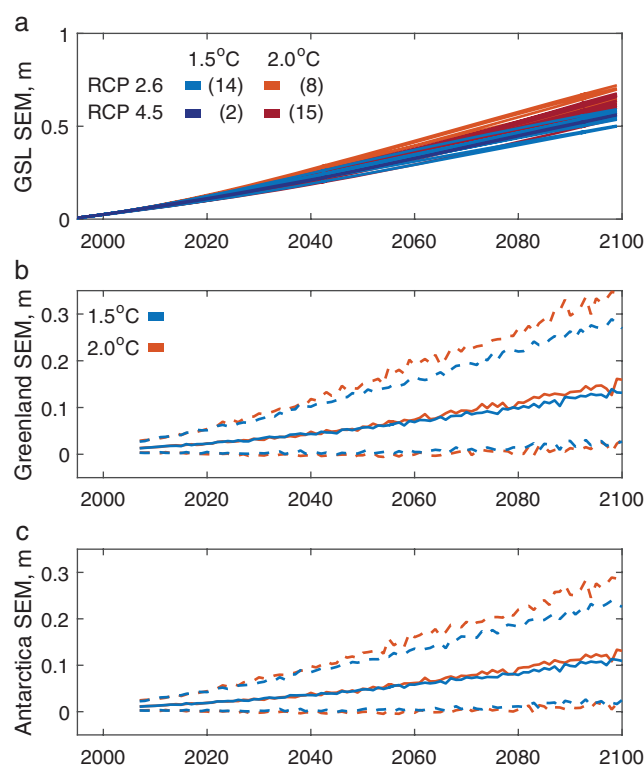 a
1.5°C 2.0°C
RCP 2.6 (14) (8)
RCP 4.5 (2) (15)
GSL SEM, m
1
0.5
0
2000 2020 2040 2060 2080 2100
b
1.5°C
2.0°C
Greenland SEM, m
0.3
0.2
0.1
0
2000 2020 2040 2060 2080 2100
c
Antarctica SEM, m
0.3
0.2
0.1
0
2000 2020 2040 2060 2080 2100